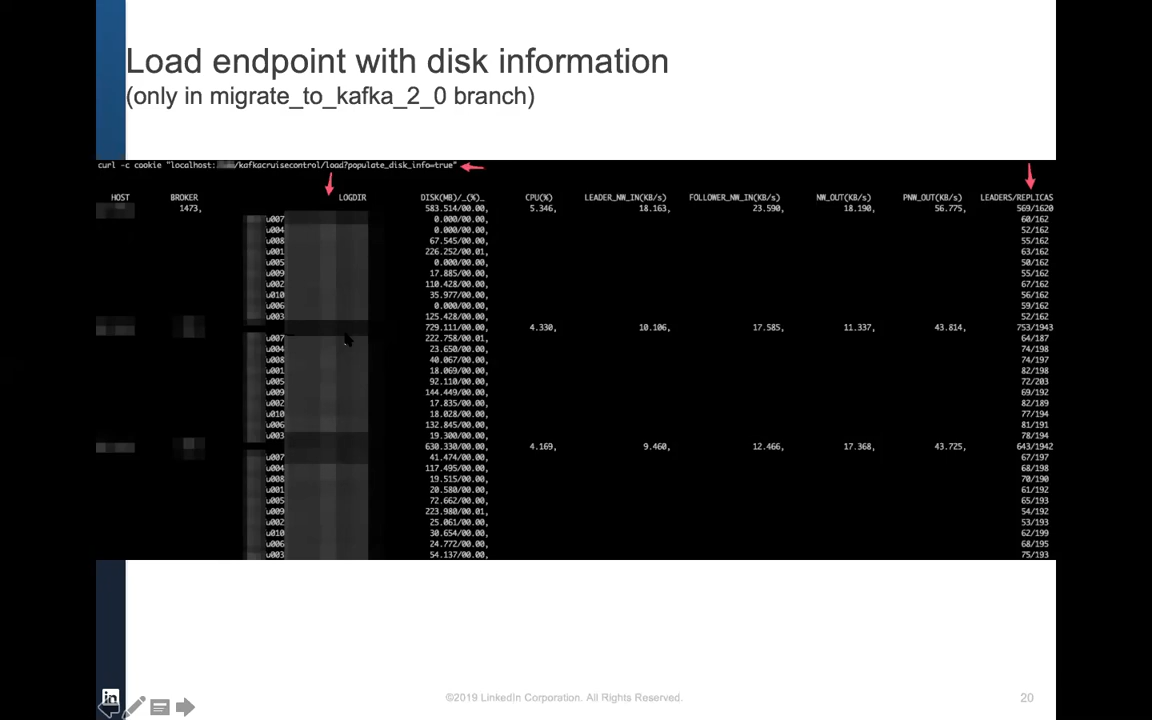 Load endpoint with disk information
(only in migrate_to_kafka_2_0 branch)
curl -c cookie "localhost: /kafkacruisecontrol/load?populate_disk_info=true"
HOST BROKER LOGDIR DISK(MB)/_(%)_ CPU(%) LEADER_NW_IN(KB/s) FOLLOWER_NW_IN(KB/s) NW_OUT(KB/s) PNW_OUT(KB/s) LEADERS/REPLICAS
1473, 583.514/00.00, 5.346, 18.163, 23.590, 18.190, 56.775, 569/1620
u007 0.000/00.00, 60/162
u004 0.000/00.00, 52/162
u008 67.545/00.00, 55/162
u001 226.252/00.01, 63/162
u005 0.000/00.00, 50/162
u009 17.885/00.00, 55/162
u002 110.428/00.00, 67/162
u010 35.977/00.00, 56/162
u006 0.000/00.00, 59/162
u003 125.428/00.00, 52/162
729.111/00.00, 4.330, 10.106, 17.585, 11.337, 43.814, 753/1943
u007 222.758/00.01, 64/187
u004 23.650/00.00, 74/198
u008 40.067/00.00, 74/197
u001 18.069/00.00, 82/198
u005 92.110/00.00, 72/203
u009 144.449/00.00, 69/192
u002 17.835/00.00, 82/189
u010 18.028/00.00, 77/194
u006 132.845/00.00, 81/191
u003 19.300/00.00, 78/194
630.330/00.00, 4.169, 9.460, 12.466, 17.368, 43.725, 643/1942
u007 41.474/00.00, 67/197
u004 117.495/00.00, 68/198
u008 19.515/00.00, 70/190
u001 20.580/00.00, 61/192
u005 72.662/00.00, 65/193
u009 223.980/00.01, 54/192
u002 25.061/00.00, 53/193
u010 30.654/00.00, 62/199
u006 24.772/00.00, 68/195
u003 54.137/00.00, 75/193
in
©2019 LinkedIn Corporation. All Rights Reserved.
20